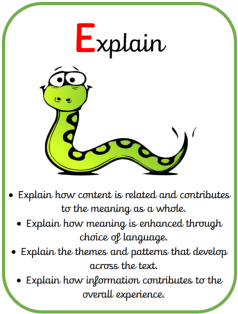 Explain
• Explain how content is related and contributes
to the meaning as a whole.
• Explain how meaning is enhanced through
choice of language.
• Explain the themes and patterns that develop
across the text.
• Explain how information contributes to the
overall experience.